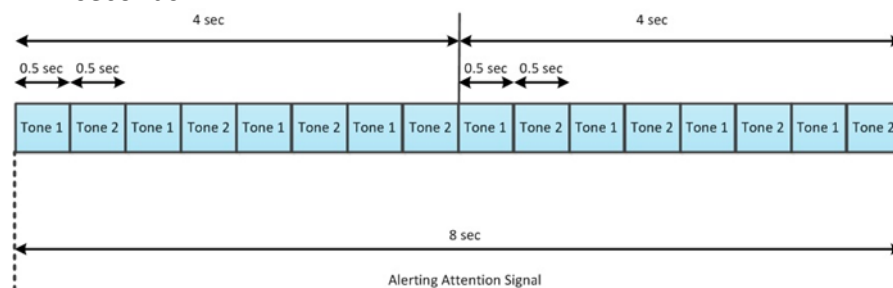 4 sec 4 sec
0.5 sec 0.5 sec 0.5 sec 0.5 sec
Tone 1 Tone 2 Tone 1 Tone 2 Tone 1 Tone 2 Tone 1 Tone 2 Tone 1 Tone 2 Tone 1 Tone 2 Tone 1 Tone 2 Tone 1 Tone 2
8 sec
Alerting Attention Signal